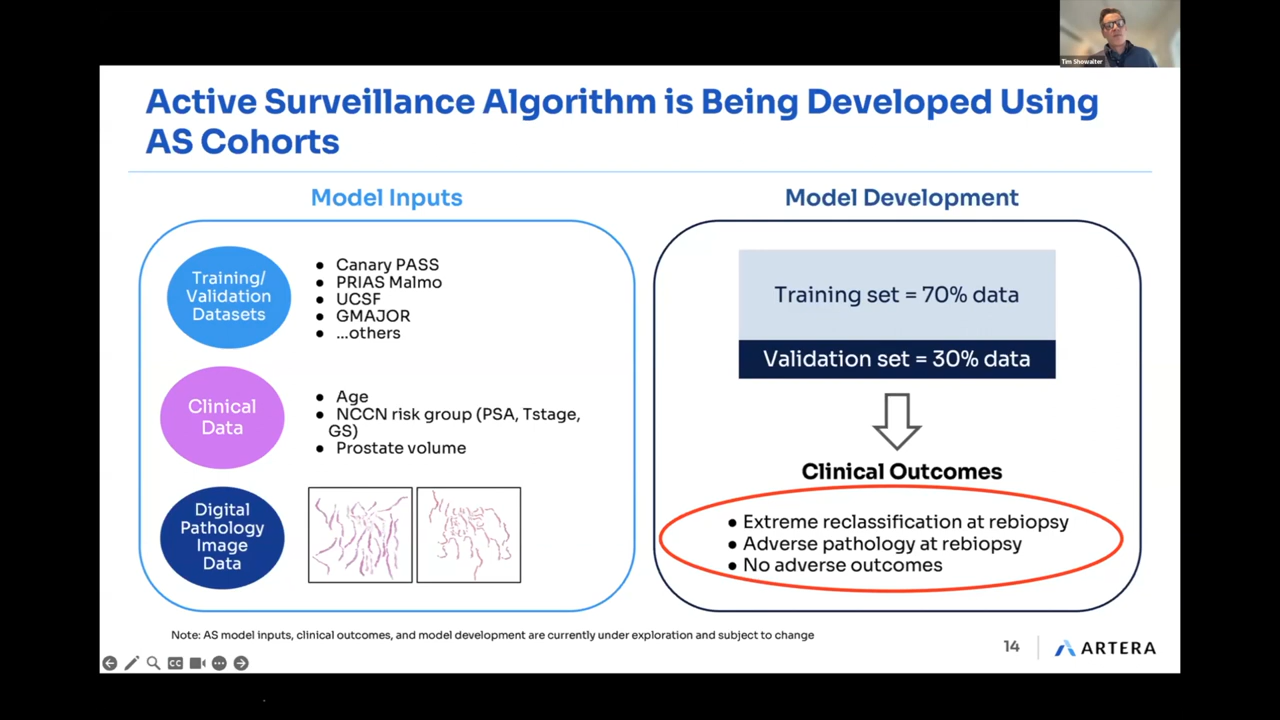 Tim Showalter
Active Surveillance Algorithm is Being Developed Using
AS Cohorts
Model Inputs
Training/
Validation
Datasets
● Canary PASS
● PRIAS Malmo
● UCSF
● GMAJOR
● ...others
Clinical
Data
● Age
● NCCN risk group (PSA, Tstage,
GS)
● Prostate volume
Digital
Pathology
Image
Data
Model Development
Training set = 70% data
Validation set = 30% data
Clinical Outcomes
● Extreme reclassification at rebiopsy
● Adverse pathology at rebiopsy
● No adverse outcomes
Note: AS model inputs, clinical outcomes, and model development are currently under exploration and subject to change
14
ARTERA
CC